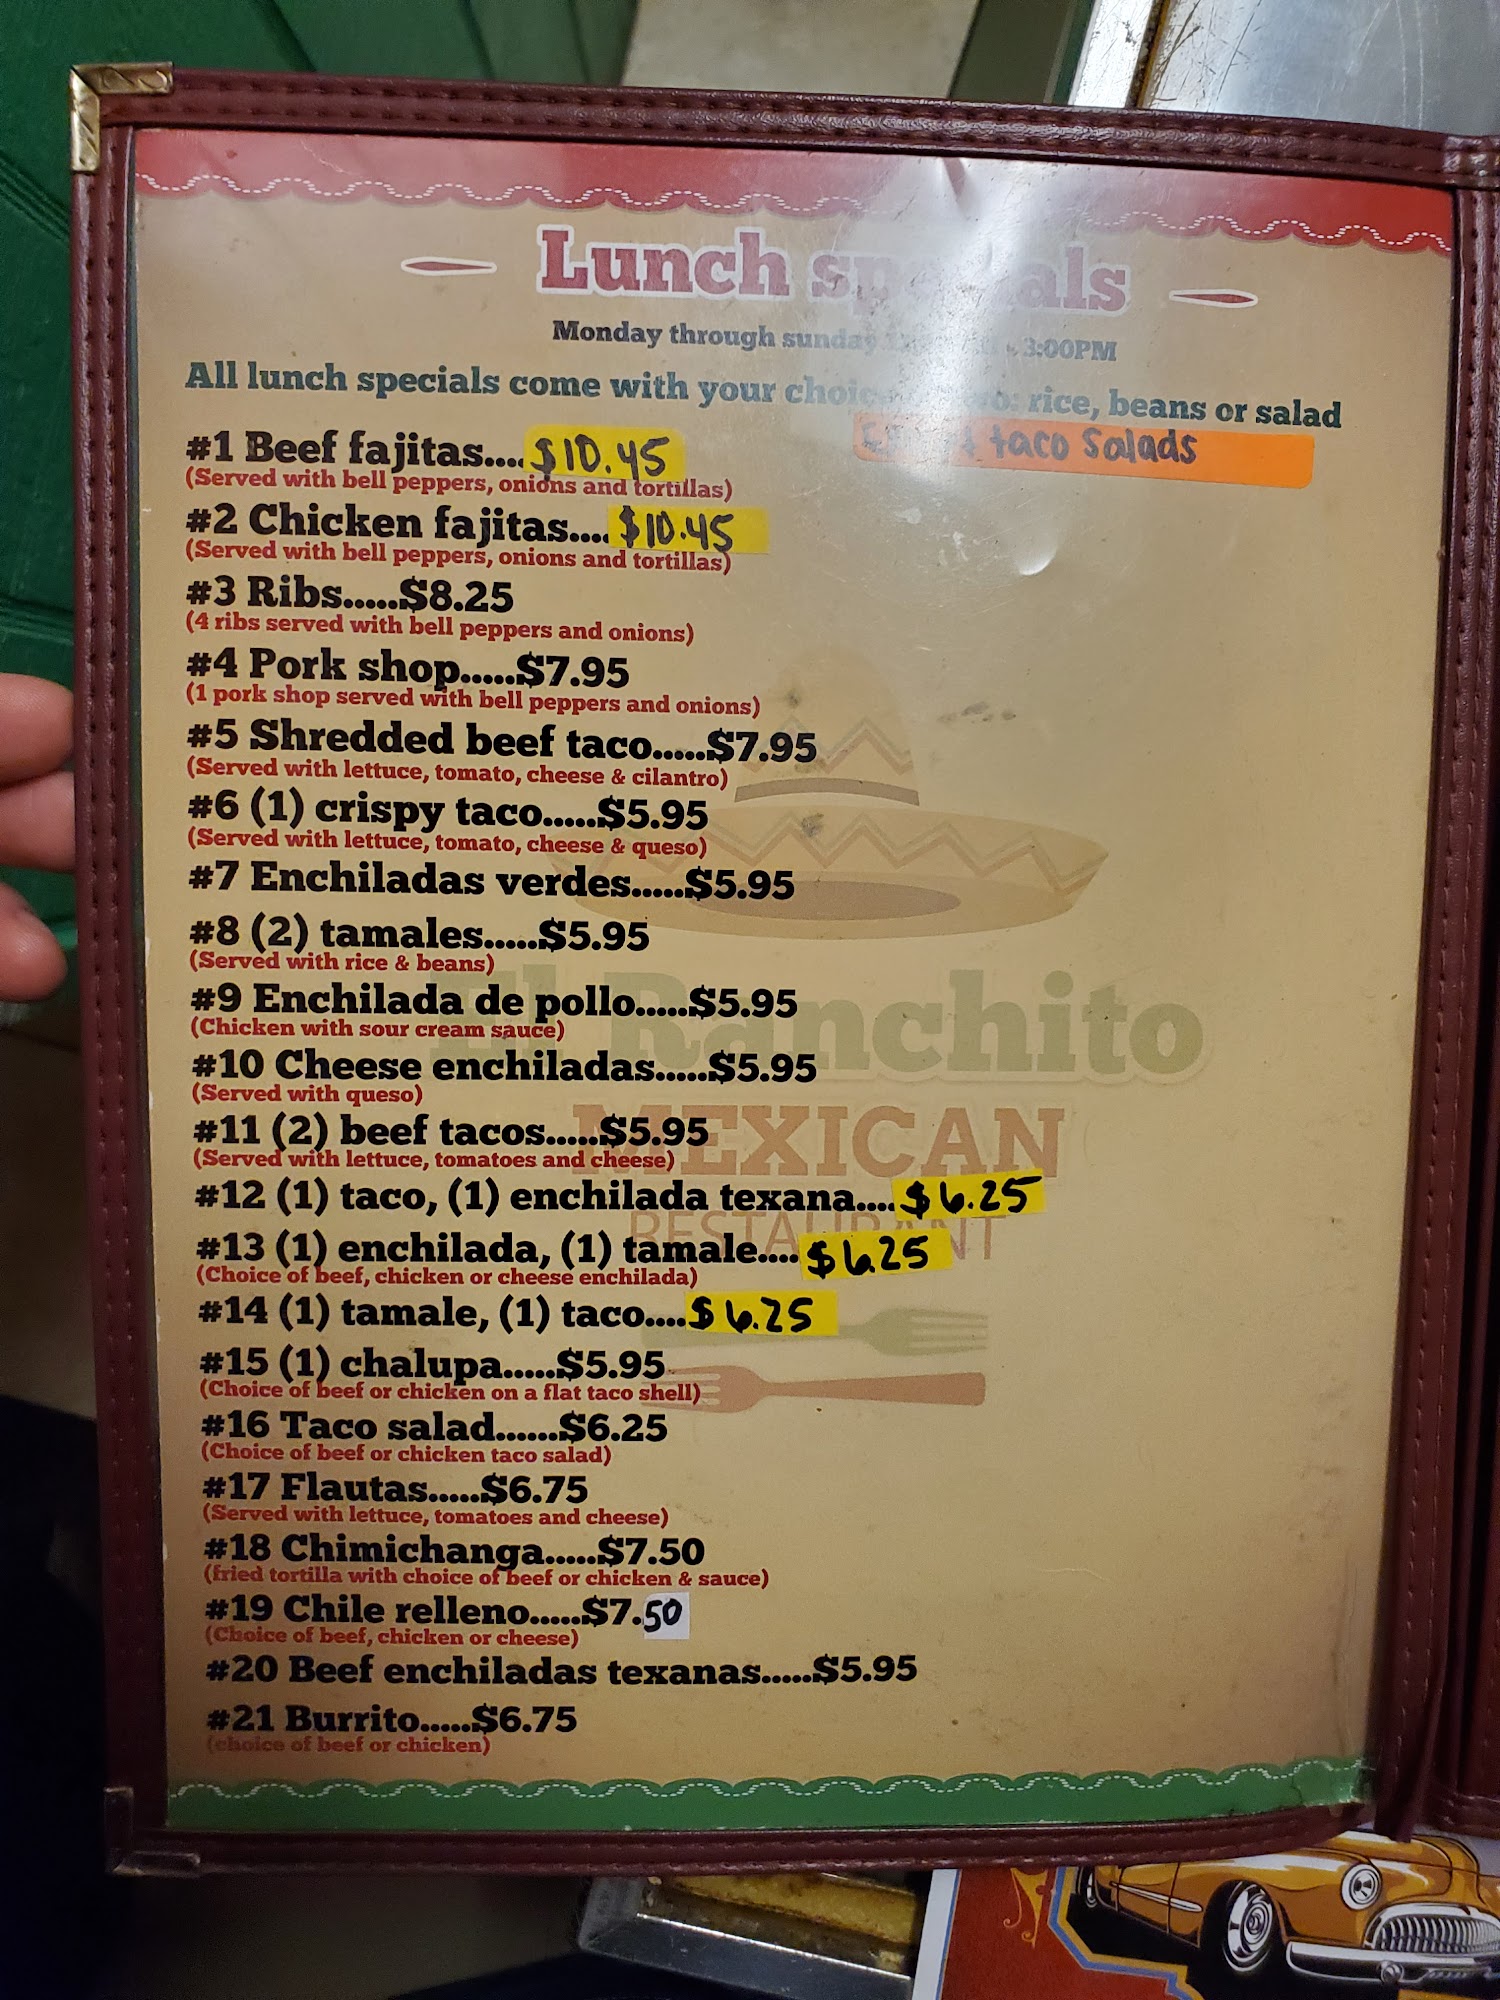 Lunch specials
Monday through sunday - 3:00PM
All lunch specials come with your choice two: rice, beans or salad
taco Salads
#1 Beef fajitas....$10.45
(Served with bell peppers, onions and tortillas)
#2 Chicken fajitas....$10.45
(Served with bell peppers, onions and tortillas)
#3 Ribs.....$8.25
(4 ribs served with bell peppers and onions)
#4 Pork shop.....$7.95
(1 pork shop served with bell peppers and onions)
#5 Shredded beef taco.....$7.95
(Served with lettuce, tomato, cheese & cilantro)
#6 (1) crispy taco.....$5.95
(Served with lettuce, tomato, cheese & queso)
#7 Enchiladas verdes.....$5.95
#8 (2) tamales.....$5.95
(Served with rice & beans)
#9 Enchilada de pollo.....$5.95
(Chicken with sour cream sauce)
#10 Cheese enchiladas.....$5.95
(Served with queso)
#11 (2) beef tacos.....$5.95
(Served with lettuce, tomatoes and cheese)
#12 (1) taco, (1) enchilada texana....$6.25
#13 (1) enchilada, (1) tamale....$6.25
(Choice of beef, chicken or cheese enchilada)
#14 (1) tamale, (1) taco....$6.25
#15 (1) chalupa.....$5.95
(Choice of beef or chicken on a flat taco shell)
#16 Taco salad......$6.25
(Choice of beef or chicken taco salad)
#17 Flautas.....$6.75
(Served with lettuce, tomatoes and cheese)
#18 Chimichanga.....$7.50
(fried tortilla with choice of beef or chicken & sauce)
#19 Chile relleno.....$7.50
(Choice of beef, chicken or cheese)
#20 Beef enchiladas texanas.....$5.95
#21 Burrito.....$6.75
(choice of beef or chicken)
El Ranchito
MEXICAN
RESTAURANT